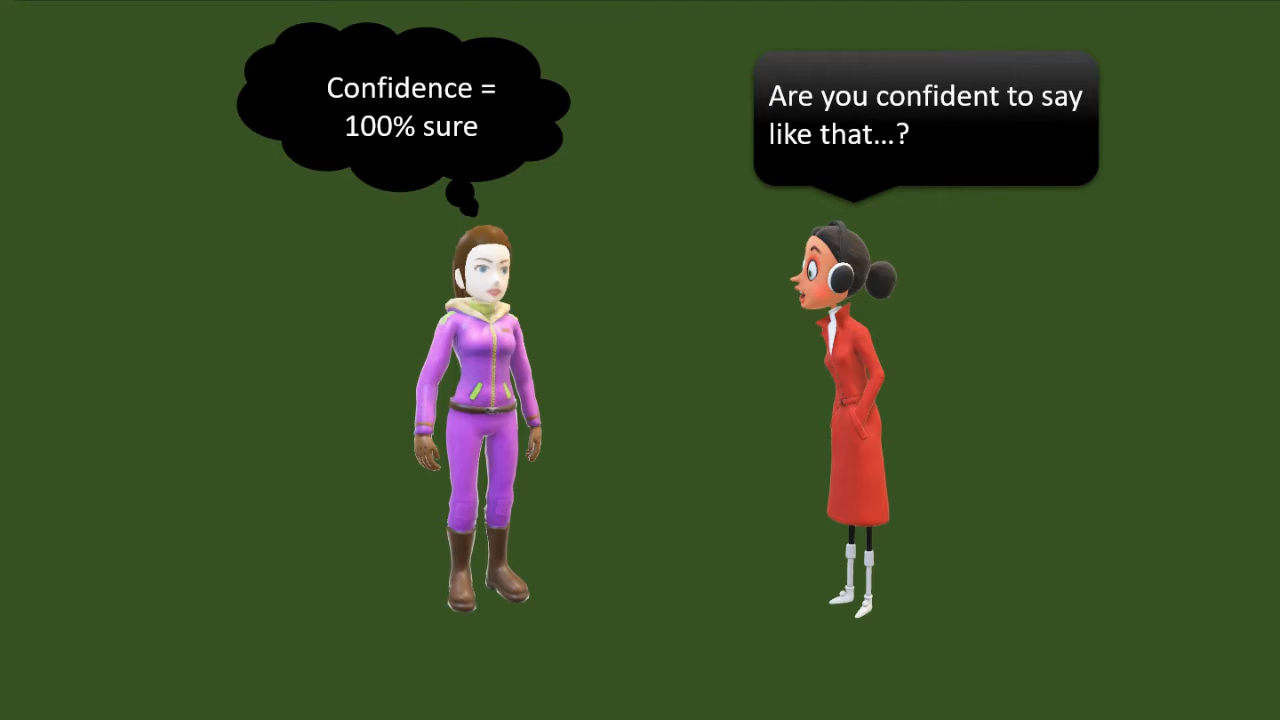 Confidence =
100% sure
Are you confident to say
like that...?